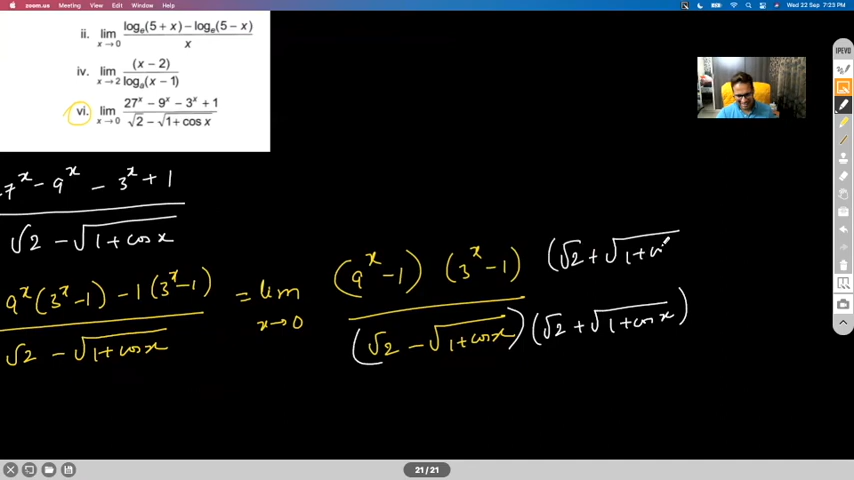 zoom.us Meeting View Edit Window Help Wed 22 Sep 7:23 PM
ii. lim x→0 (logₑ(5 + x) − logₑ(5 − x)) / x
iv. lim x→2 (x − 2) / logₐ(x − 1)
vi. lim x→0 (27ˣ − 9ˣ − 3ˣ + 1) / (√2 − √(1 + cos x))
7ˣ − 9ˣ − 3ˣ + 1
√2 − √(1 + cos x)
9ˣ(3ˣ − 1) − 1(3ˣ − 1)
√2 − √(1 + cos x)
= lim x→0
(9ˣ − 1) (3ˣ − 1) (√2 + √(1 + co
(√2 − √(1 + cos x)) (√2 + √(1 + cos x))
IPEVO
21 / 21